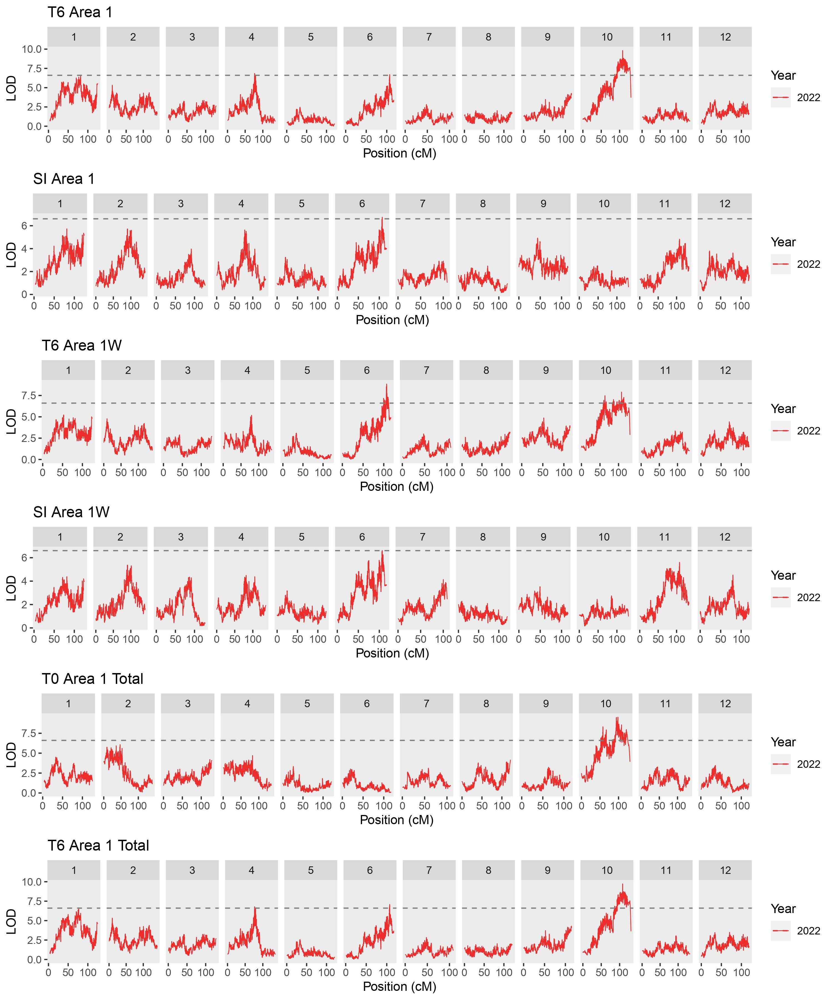 T6 Area 1
1 2 3 4 5 6 7 8 9 10 11 12
10.0
7.5
5.0
2.5
0.0
LOD
0 50 100 0 50 100 0 50 100 0 50 100 0 50 100 0 50 100 0 50 100 0 50 100 0 50 100 0 50 100 0 50 100 0 50 100
Position (cM)
Year
2022
SI Area 1
1 2 3 4 5 6 7 8 9 10 11 12
6
4
2
0
LOD
0 50 100 0 50 100 0 50 100 0 50 100 0 50 100 0 50 100 0 50 100 0 50 100 0 50 100 0 50 100 0 50 100 0 50 100
Position (cM)
Year
2022
T6 Area 1W
1 2 3 4 5 6 7 8 9 10 11 12
7.5
5.0
2.5
0.0
LOD
0 50 100 0 50 100 0 50 100 0 50 100 0 50 100 0 50 100 0 50 100 0 50 100 0 50 100 0 50 100 0 50 100 0 50 100
Position (cM)
Year
2022
SI Area 1W
1 2 3 4 5 6 7 8 9 10 11 12
6
4
2
0
LOD
0 50 100 0 50 100 0 50 100 0 50 100 0 50 100 0 50 100 0 50 100 0 50 100 0 50 100 0 50 100 0 50 100 0 50 100
Position (cM)
Year
2022
T0 Area 1 Total
1 2 3 4 5 6 7 8 9 10 11 12
7.5
5.0
2.5
0.0
LOD
0 50 100 0 50 100 0 50 100 0 50 100 0 50 100 0 50 100 0 50 100 0 50 100 0 50 100 0 50 100 0 50 100 0 50 100
Position (cM)
Year
2022
T6 Area 1 Total
1 2 3 4 5 6 7 8 9 10 11 12
10.0
7.5
5.0
2.5
0.0
LOD
0 50 100 0 50 100 0 50 100 0 50 100 0 50 100 0 50 100 0 50 100 0 50 100 0 50 100 0 50 100 0 50 100 0 50 100
Position (cM)
Year
2022